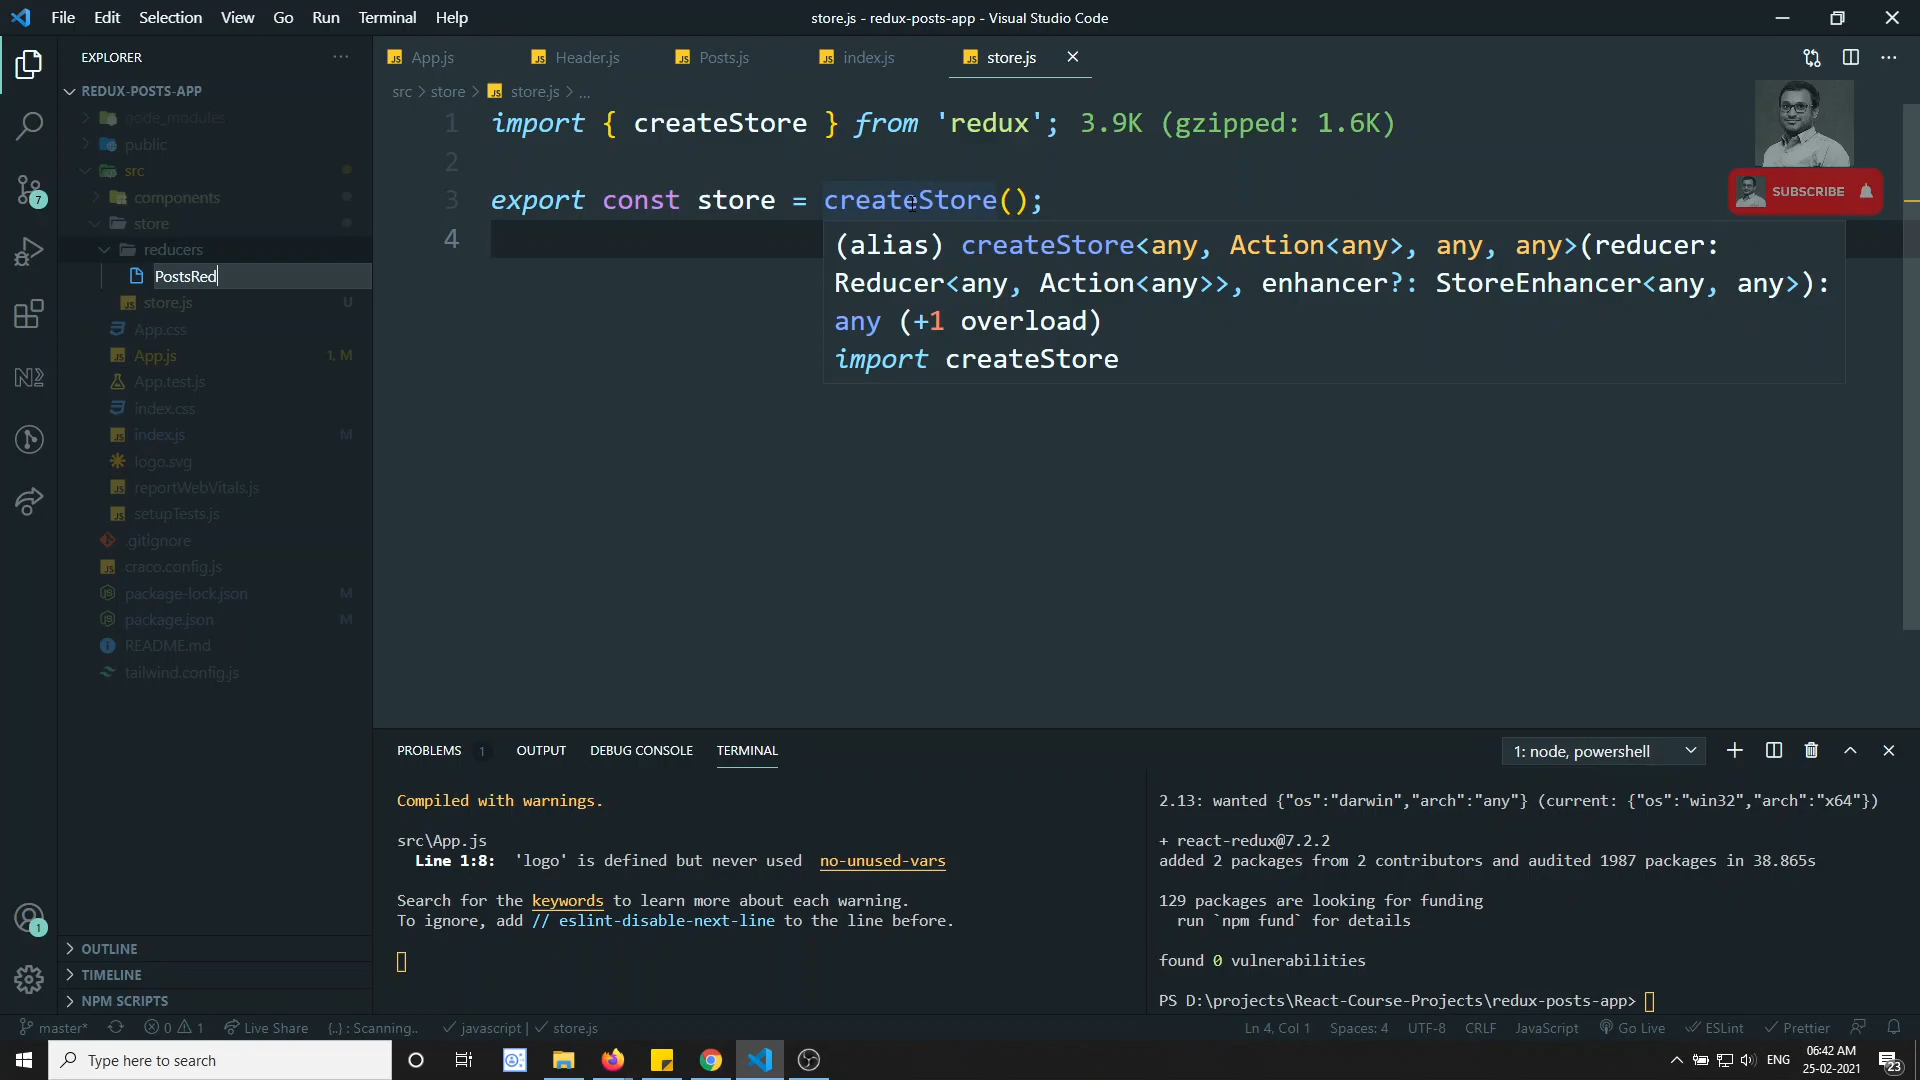 File Edit Selection View Go Run Terminal Help
store.js - redux-posts-app - Visual Studio Code
EXPLORER
REDUX-POSTS-APP
node_modules
public
src
components
store
reducers
PostsRed
store.js U
App.css
App.js 1, M
App.test.js
index.css
index.js M
logo.svg
reportWebVitals.js
setupTests.js
.gitignore
craco.config.js
package-lock.json M
package.json M
README.md
tailwind.config.js
OUTLINE
TIMELINE
NPM SCRIPTS
7
1
App.js Header.js Posts.js index.js store.js
src > store > store.js > ...
1 import { createStore } from 'redux'; 3.9K (gzipped: 1.6K)
2
3 export const store = createStore();
4
(alias) createStore<any, Action<any>, any, any>(reducer:
Reducer<any, Action<any>>, enhancer?: StoreEnhancer<any, any>):
any (+1 overload)
import createStore
SUBSCRIBE
PROBLEMS 1 OUTPUT DEBUG CONSOLE TERMINAL
1: node, powershell
Compiled with warnings.
src\App.js
Line 1:8: 'logo' is defined but never used no-unused-vars
Search for the keywords to learn more about each warning.
To ignore, add // eslint-disable-next-line to the line before.
2.13: wanted {"os":"darwin","arch":"any"} (current: {"os":"win32","arch":"x64"})
+ react-redux@7.2.2
added 2 packages from 2 contributors and audited 1987 packages in 38.865s
129 packages are looking for funding
run `npm fund` for details
found 0 vulnerabilities
PS D:\projects\React-Course-Projects\redux-posts-app>
master* 0 1 Live Share {..} : Scanning.. javascript | store.js
Ln 4, Col 1 Spaces: 4 UTF-8 CRLF JavaScript Go Live ESLint Prettier
Type here to search
ENG
06:42 AM
25-02-2021
23